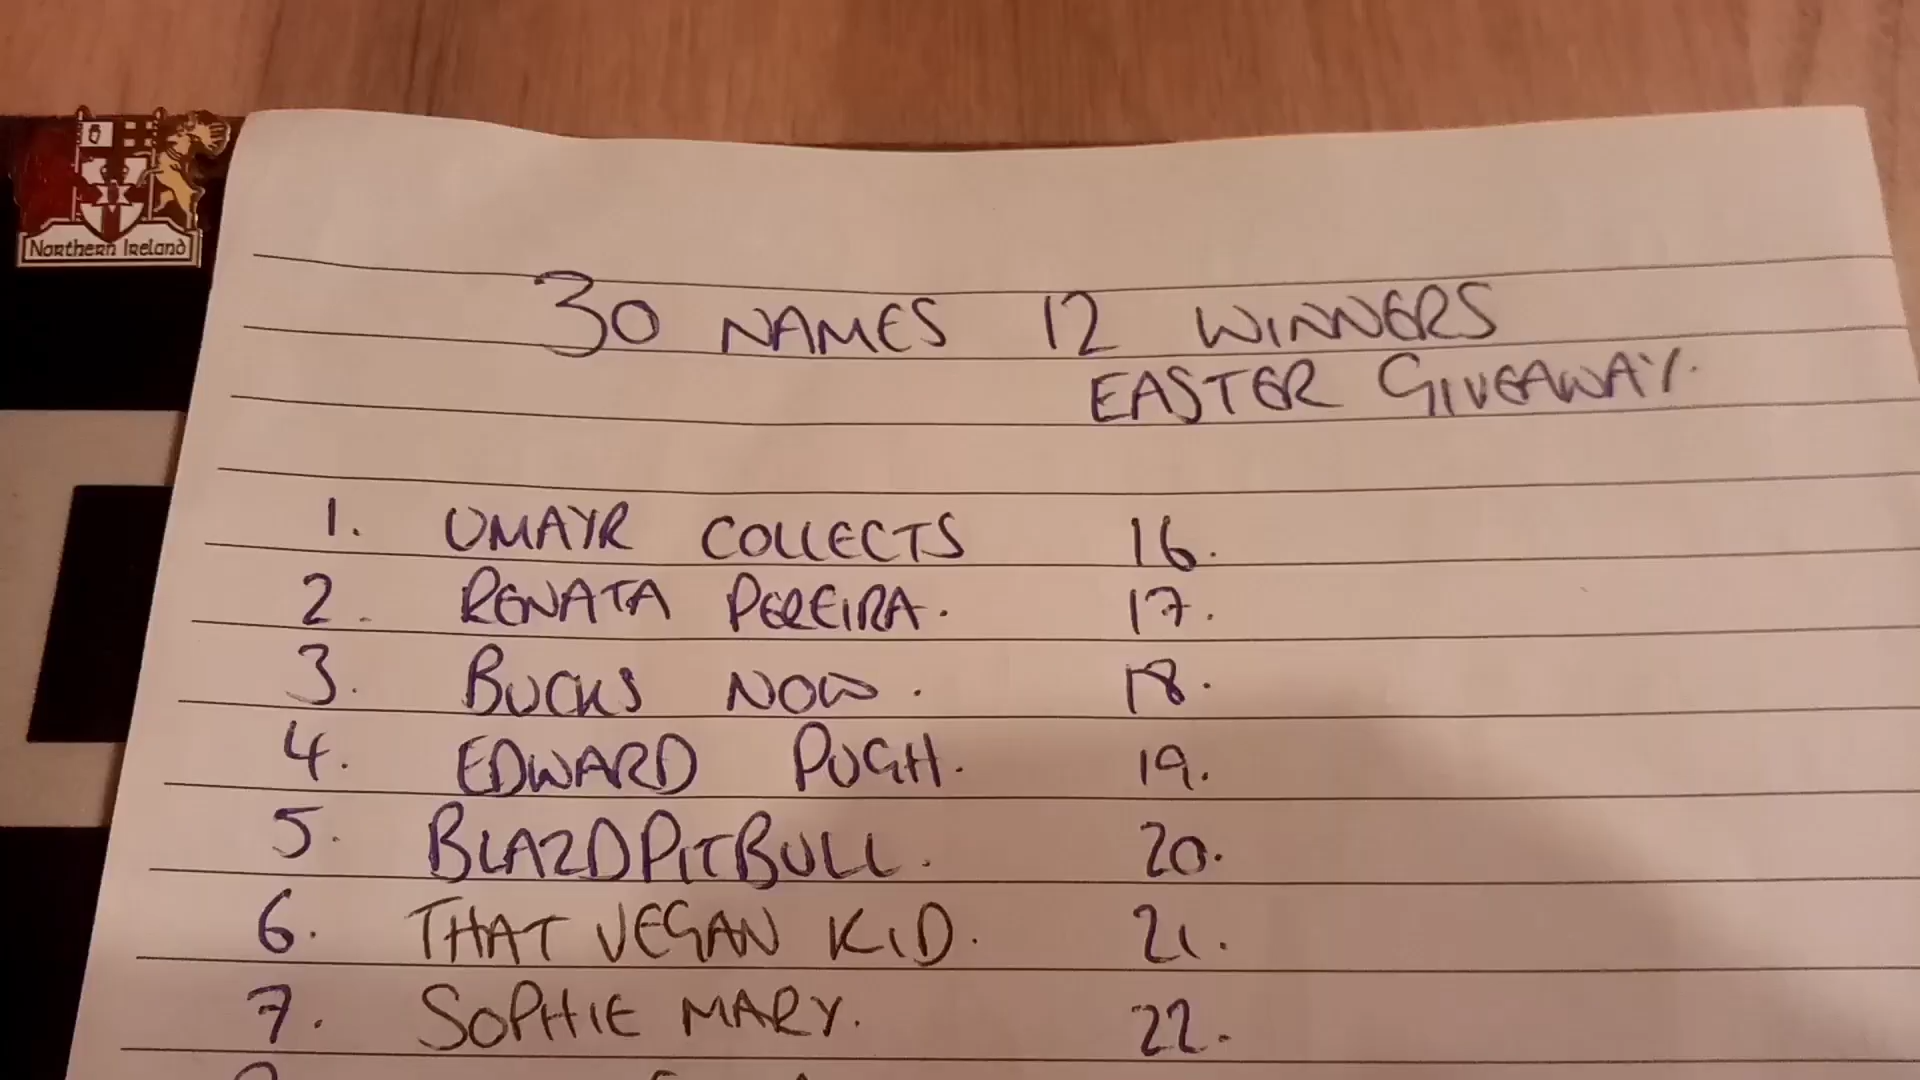 Northern Ireland
30 NAMES 12 WINNERS
EASTER GIVEAWAY.
1. UMAYR COLLECTS 16.
2. RENATA PEREIRA. 17.
3. BUCKS NOW. 18.
4. EDWARD PUGH. 19.
5. BLAZDPITBULL. 20.
6. THAT VEGAN KID. 21.
7. SOPHIE MARY. 22.